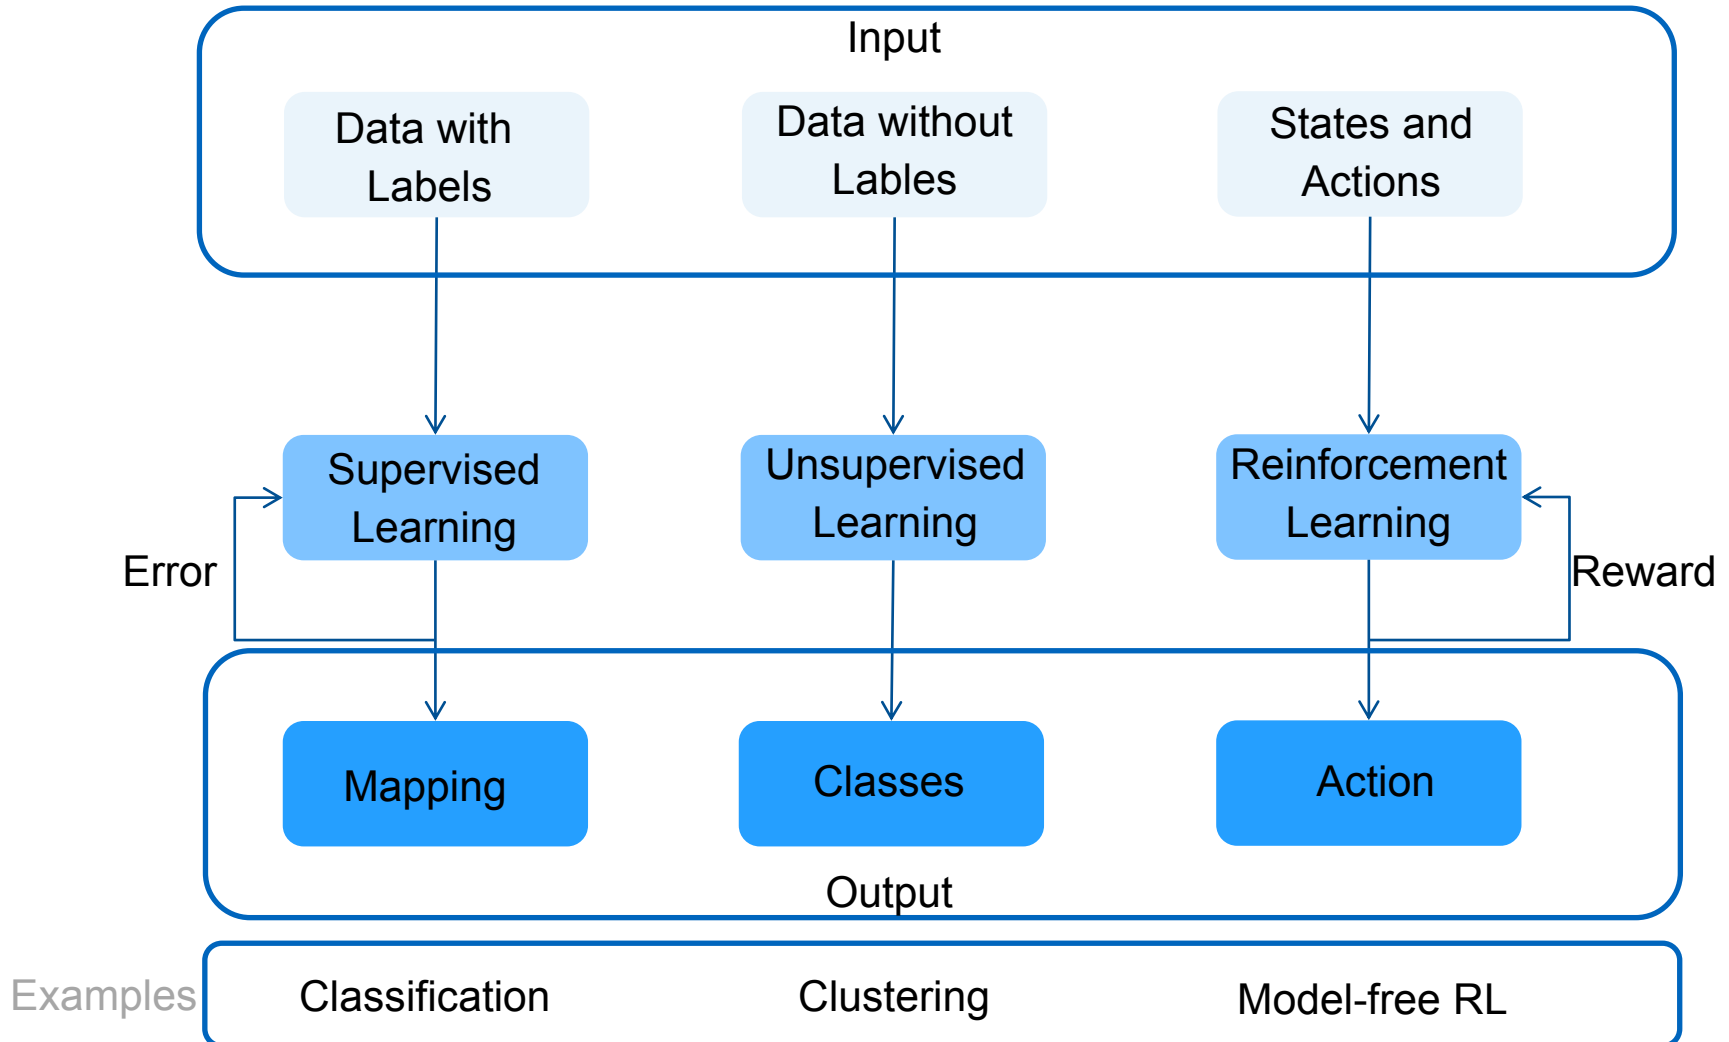 Input
Data with
Labels
Data without
Lables
States and
Actions
Supervised
Learning
Unsupervised
Learning
Reinforcement
Learning
Error
Reward
Mapping
Classes
Action
Output
Examples
Classification
Clustering
Model-free RL